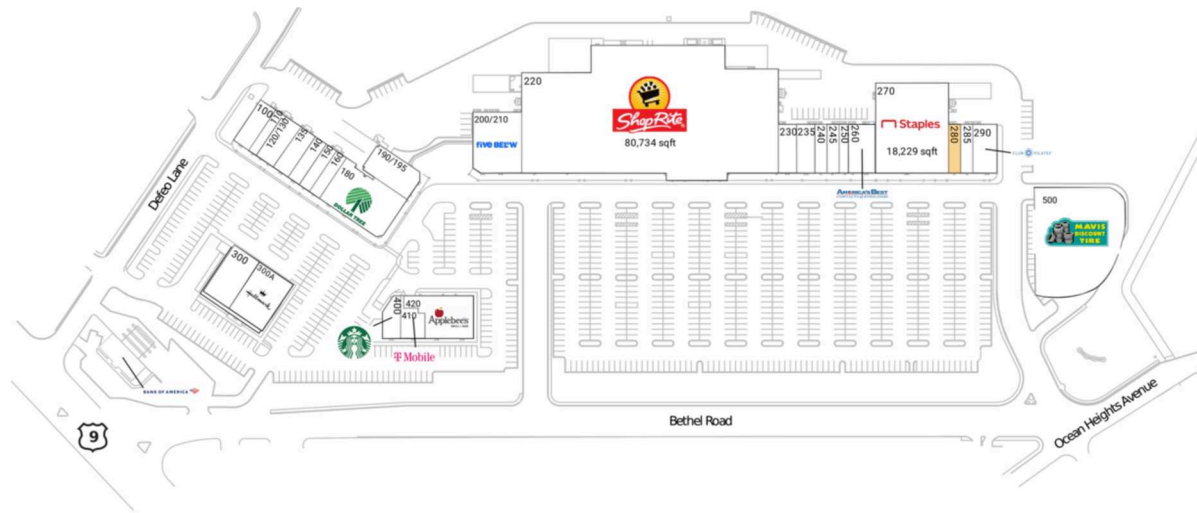 220
ShopRite
80,734 sqft
200/210
five BEL'W
230
235
240
245
250
260
AMERICA'S BEST
270
Staples
18,229 sqft
280
285
290
CLUB PILATES
500
MAVIS
DISCOUNT
TIRE
100
120/130
135
140
150
160
180
190/195
DOLLAR TREE
Defeo Lane
300
300A
400
420
410
Applebee's
T Mobile
BANK OF AMERICA
9
Bethel Road
Ocean Heights Avenue